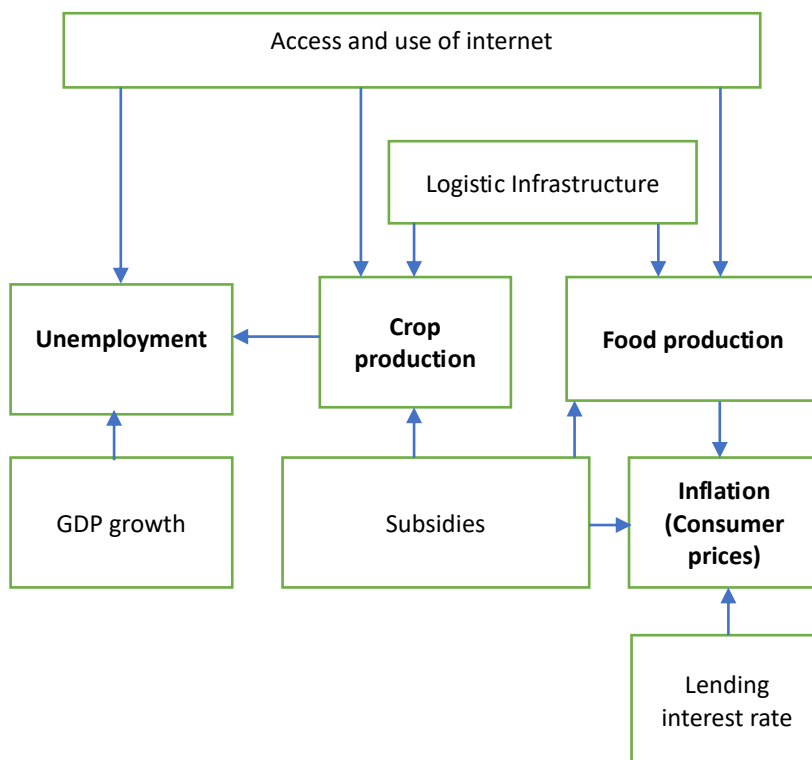 Access and use of internet
Logistic Infrastructure
Unemployment
Crop
production
Food production
GDP growth
Subsidies
Inflation
(Consumer
prices)
Lending
interest rate